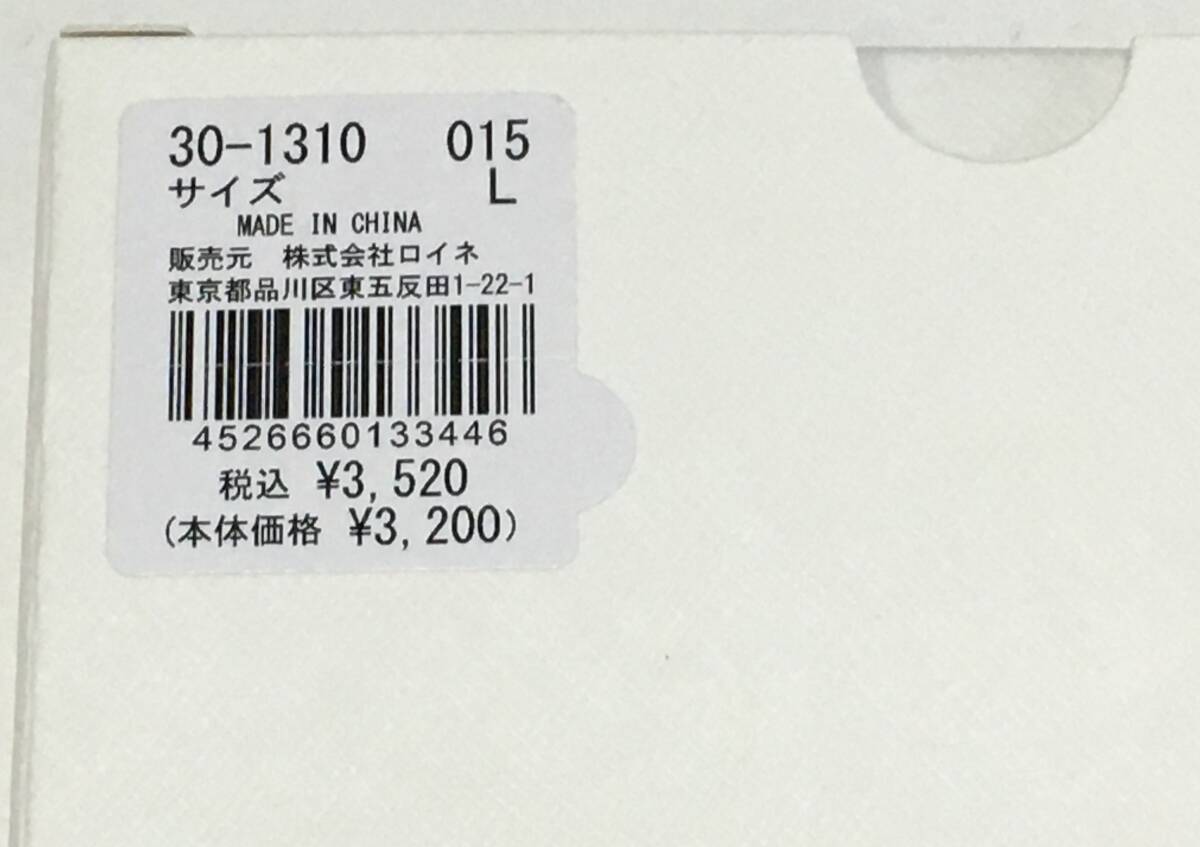 30-1310 015
サイズ L
MADE IN CHINA
販売元 株式会社ロイネ
東京都品川区東五反田1-22-1
4526660133446
税込 ¥3,520
(本体価格 ¥3,200)